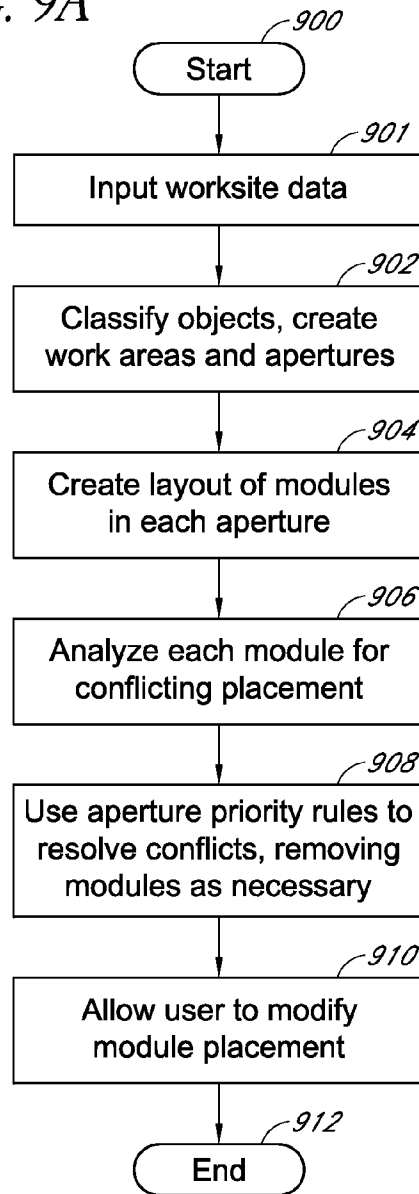 9A
900
Start
901
Input worksite data
902
Classify objects, create
work areas and apertures
904
Create layout of modules
in each aperture
906
Analyze each module for
conflicting placement
908
Use aperture priority rules to
resolve conflicts, removing
modules as necessary
910
Allow user to modify
module placement
912
End